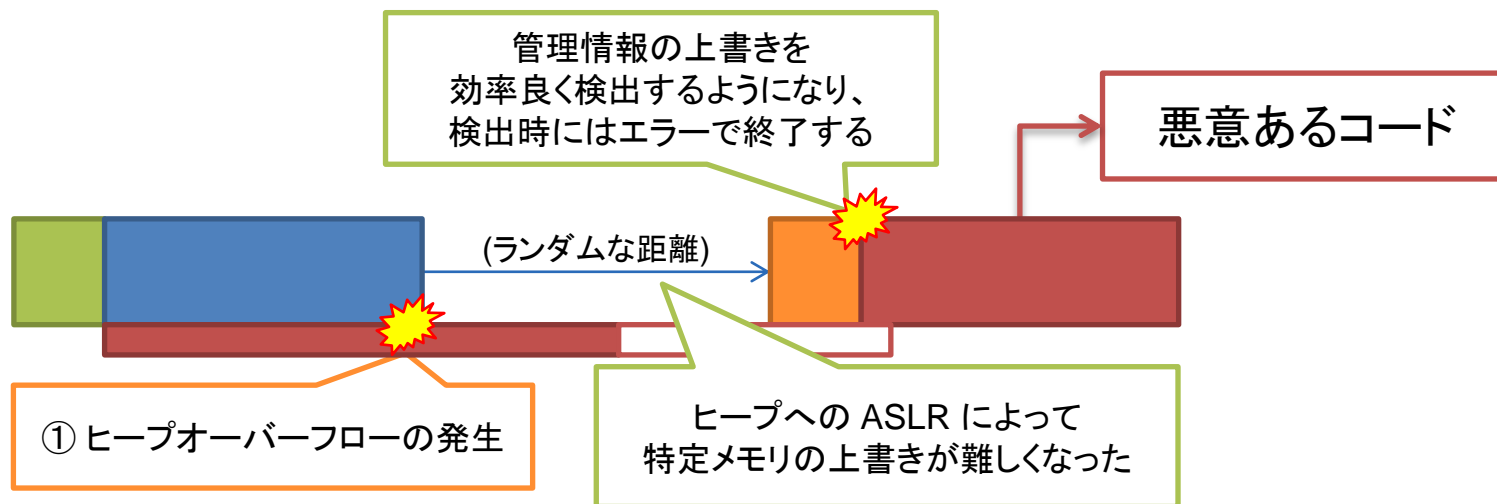 管理情報の上書きを
効率良く検出するようになり、
検出時にはエラーで終了する
悪意あるコード
(ランダムな距離)
① ヒープオーバーフローの発生
ヒープへの ASLR によって
特定メモリの上書きが難しくなった